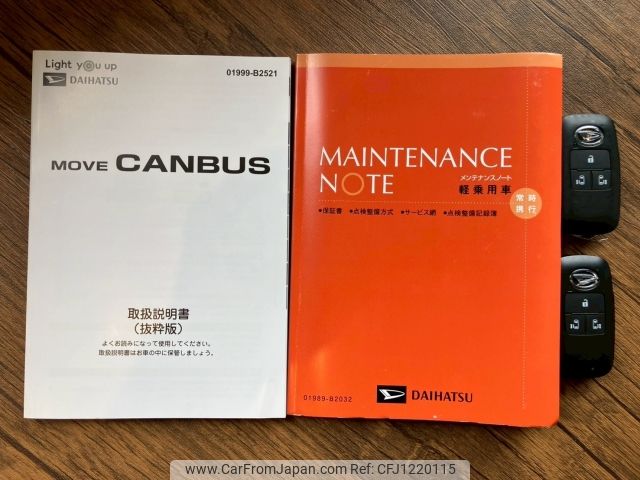 Light you up
DAIHATSU
01999-B2521
MOVE CANBUS
取扱説明書
(抜粋版)
よくお読みになって使用してください。
取扱説明書はお車の中に保管しましょう。
MAINTENANCE
NOTE
メンテナンスノート
軽乗用車
常時
携行
●保証書 ●点検整備方式 ●サービス網 ●点検整備記録簿
01989-B2032
DAIHATSU
www.CarFromJapan.com CFJ1220115